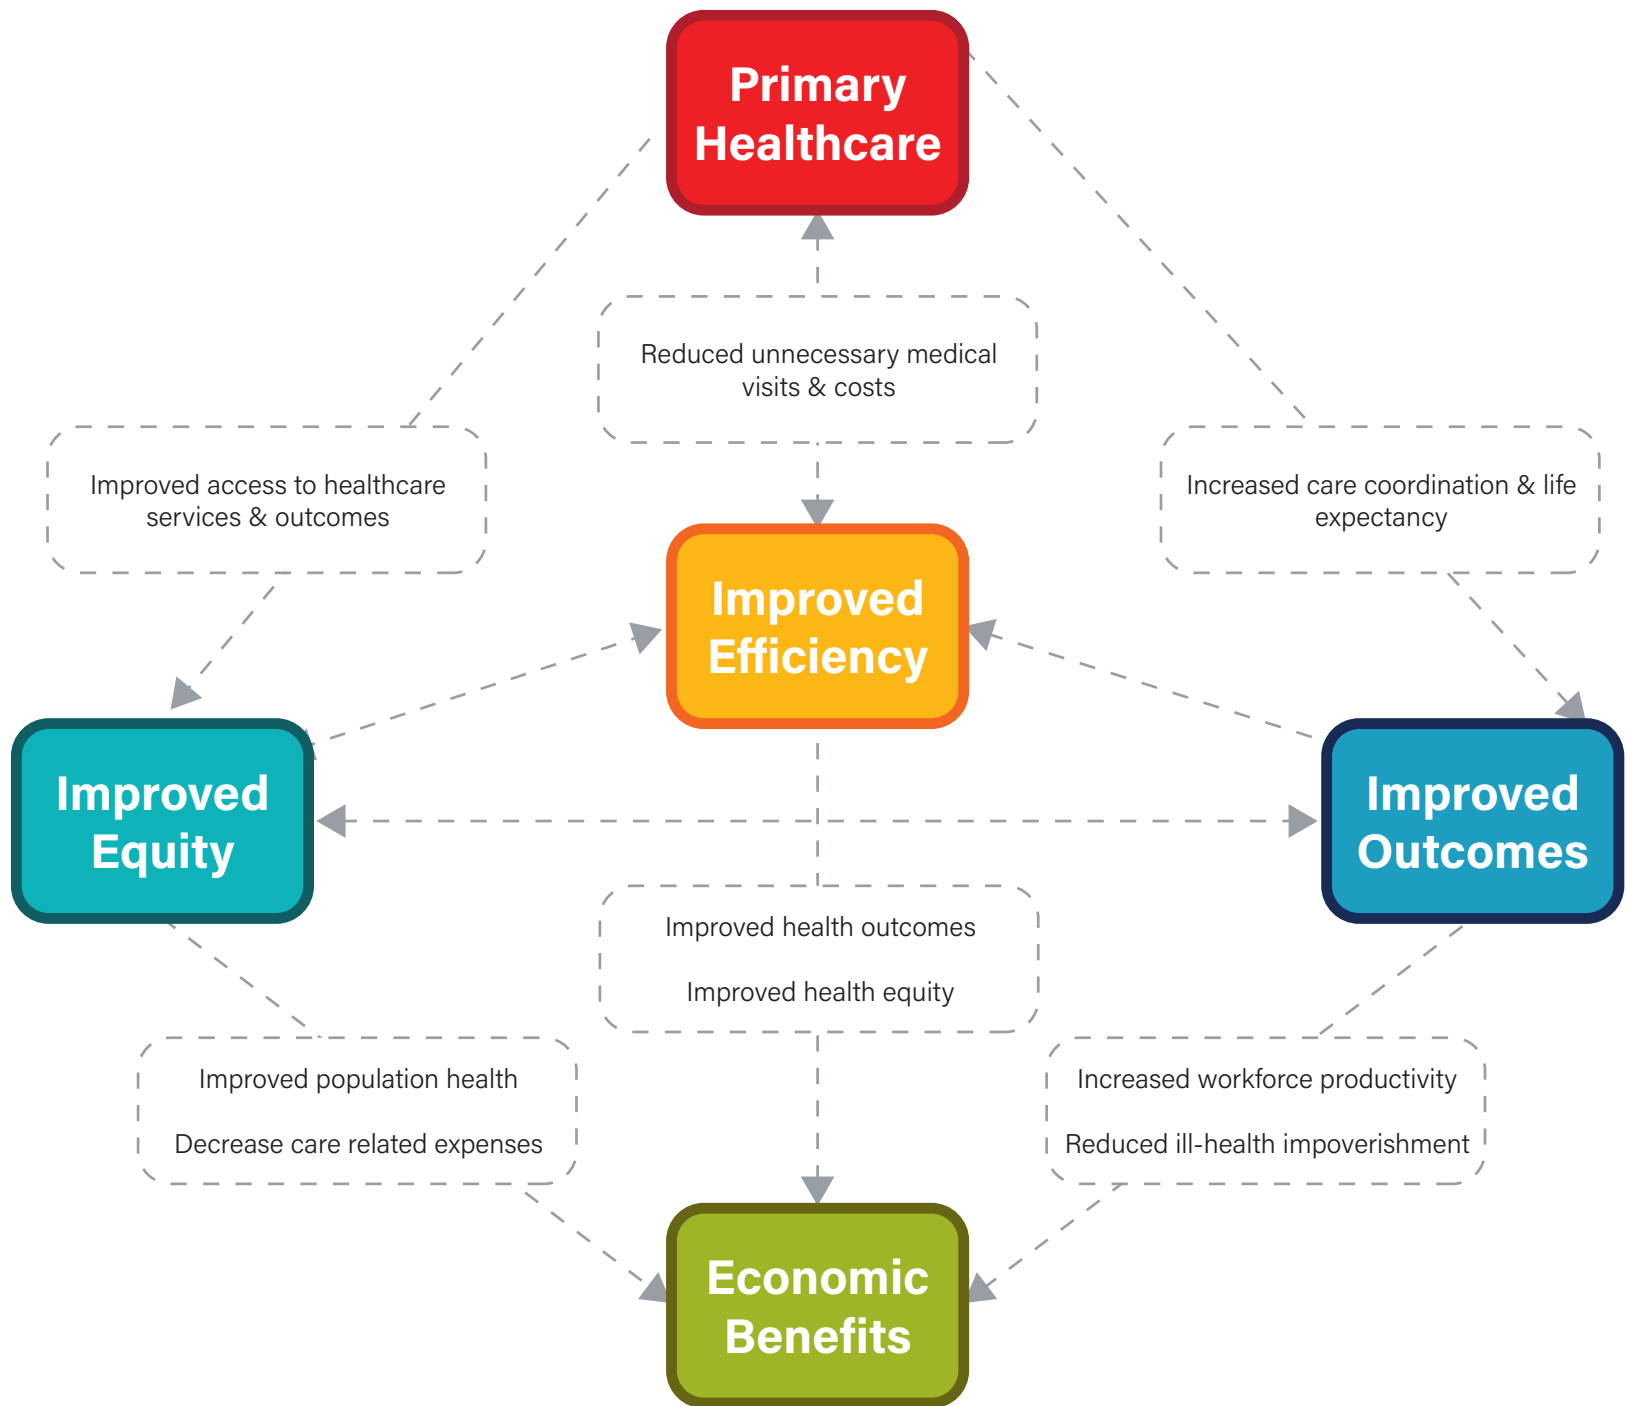 Primary
Healthcare
Reduced unnecessary medical
visits & costs
Improved access to healthcare
services & outcomes
Increased care coordination & life
expectancy
Improved
Efficiency
Improved
Equity
Improved
Outcomes
Improved health outcomes
Improved health equity
Improved population health
Decrease care related expenses
Increased workforce productivity
Reduced ill-health impoverishment
Economic
Benefits